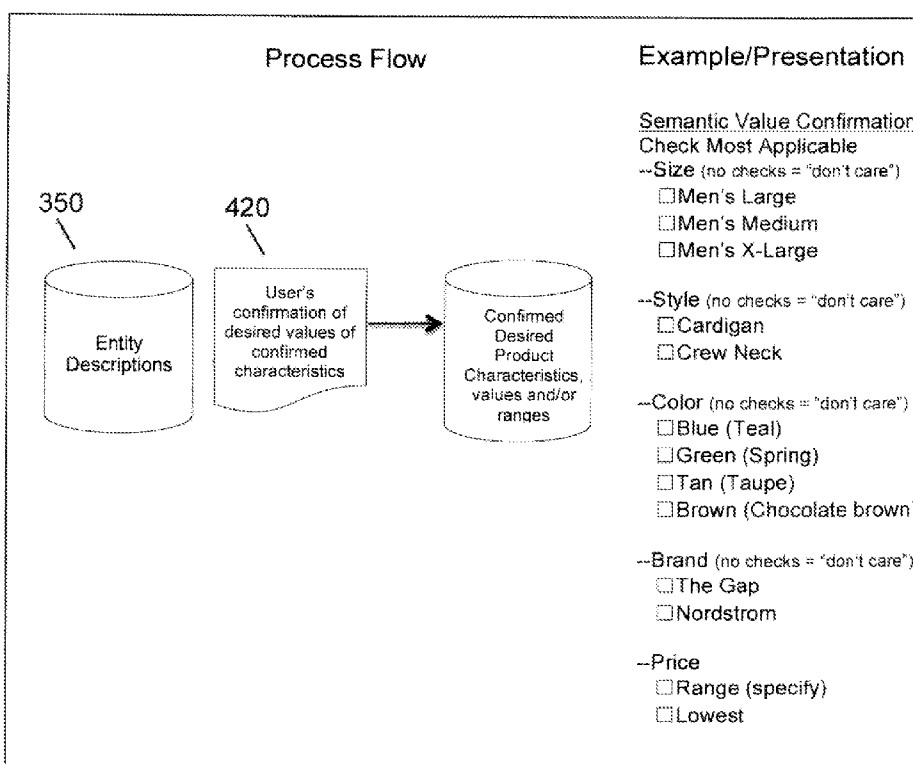 Process Flow
350
420
Entity
Descriptions
User's
confirmation of
desired values of
confirmed
characteristics
Confirmed
Desired
Product
Characteristics,
values and/or
ranges
Example/Presentation
Semantic Value Confirmation
Check Most Applicable
--Size (no checks = "don't care")
Men's Large
Men's Medium
Men's X-Large
--Style (no checks = "don't care")
Cardigan
Crew Neck
--Color (no checks = "don't care")
Blue (Teal)
Green (Spring)
Tan (Taupe)
Brown (Chocolate brown)
--Brand (no checks = "don't care")
The Gap
Nordstrom
--Price
Range (specify)
Lowest